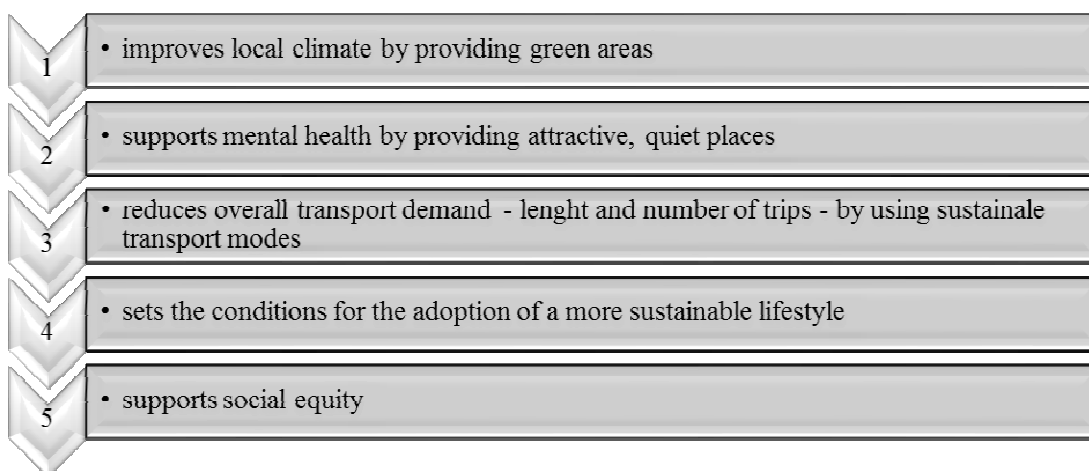 1
• improves local climate by providing green areas
2
• supports mental health by providing attractive, quiet places
3
• reduces overall transport demand - lenght and number of trips - by using sustainale
transport modes
4
• sets the conditions for the adoption of a more sustainable lifestyle
5
• supports social equity